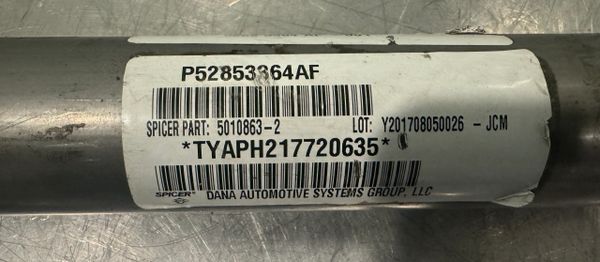 P52853364AF
SPICER PART: 5010863-2 LOT: Y201708050026 - JCM
*TYAPH217720635*
SPICER® DANA AUTOMOTIVE SYSTEMS GROUP, LLC